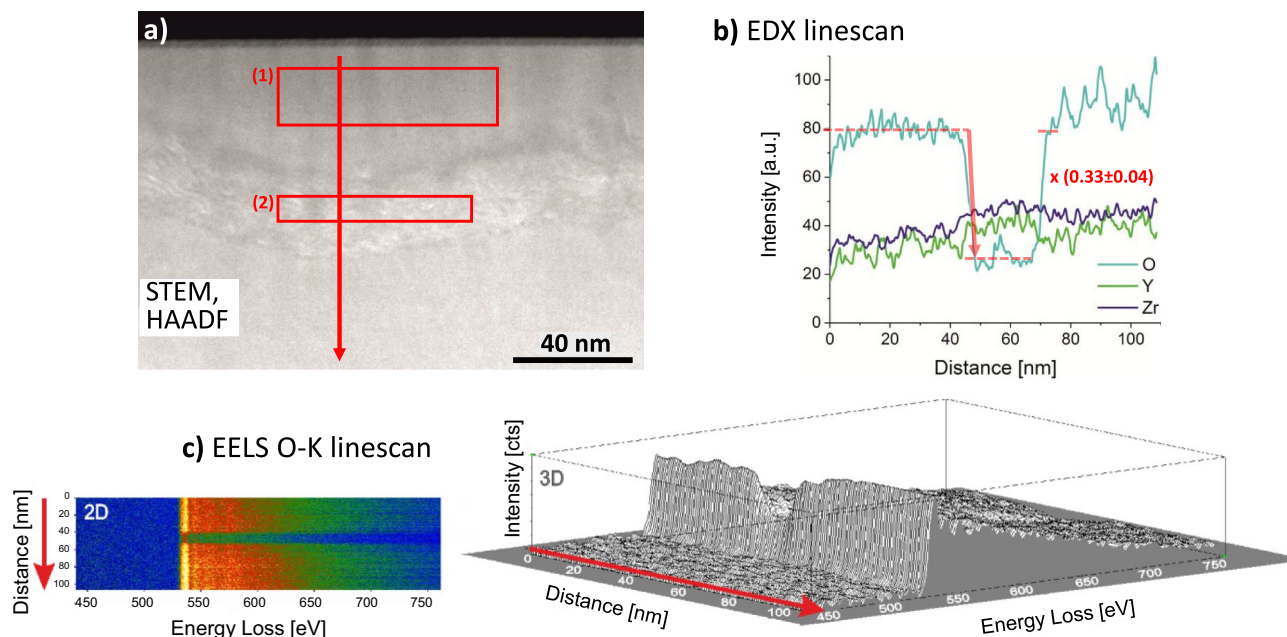 a)
(1)
(2)
STEM,
HAADF
40 nm
b) EDX linescan
Intensity [a.u.]
100
80
60
40
20
0
x (0.33±0.04)
O
Y
Zr
0 20 40 60 80 100
Distance [nm]
c) EELS O-K linescan
Distance [nm]
0
20
40
60
80
100
2D
450 500 550 600 650 700 750
Energy Loss [eV]
Intensity [cts]
3D
0
20
40
60
80
100
Distance [nm]
450
500
550
600
650
700
750
Energy Loss [eV]